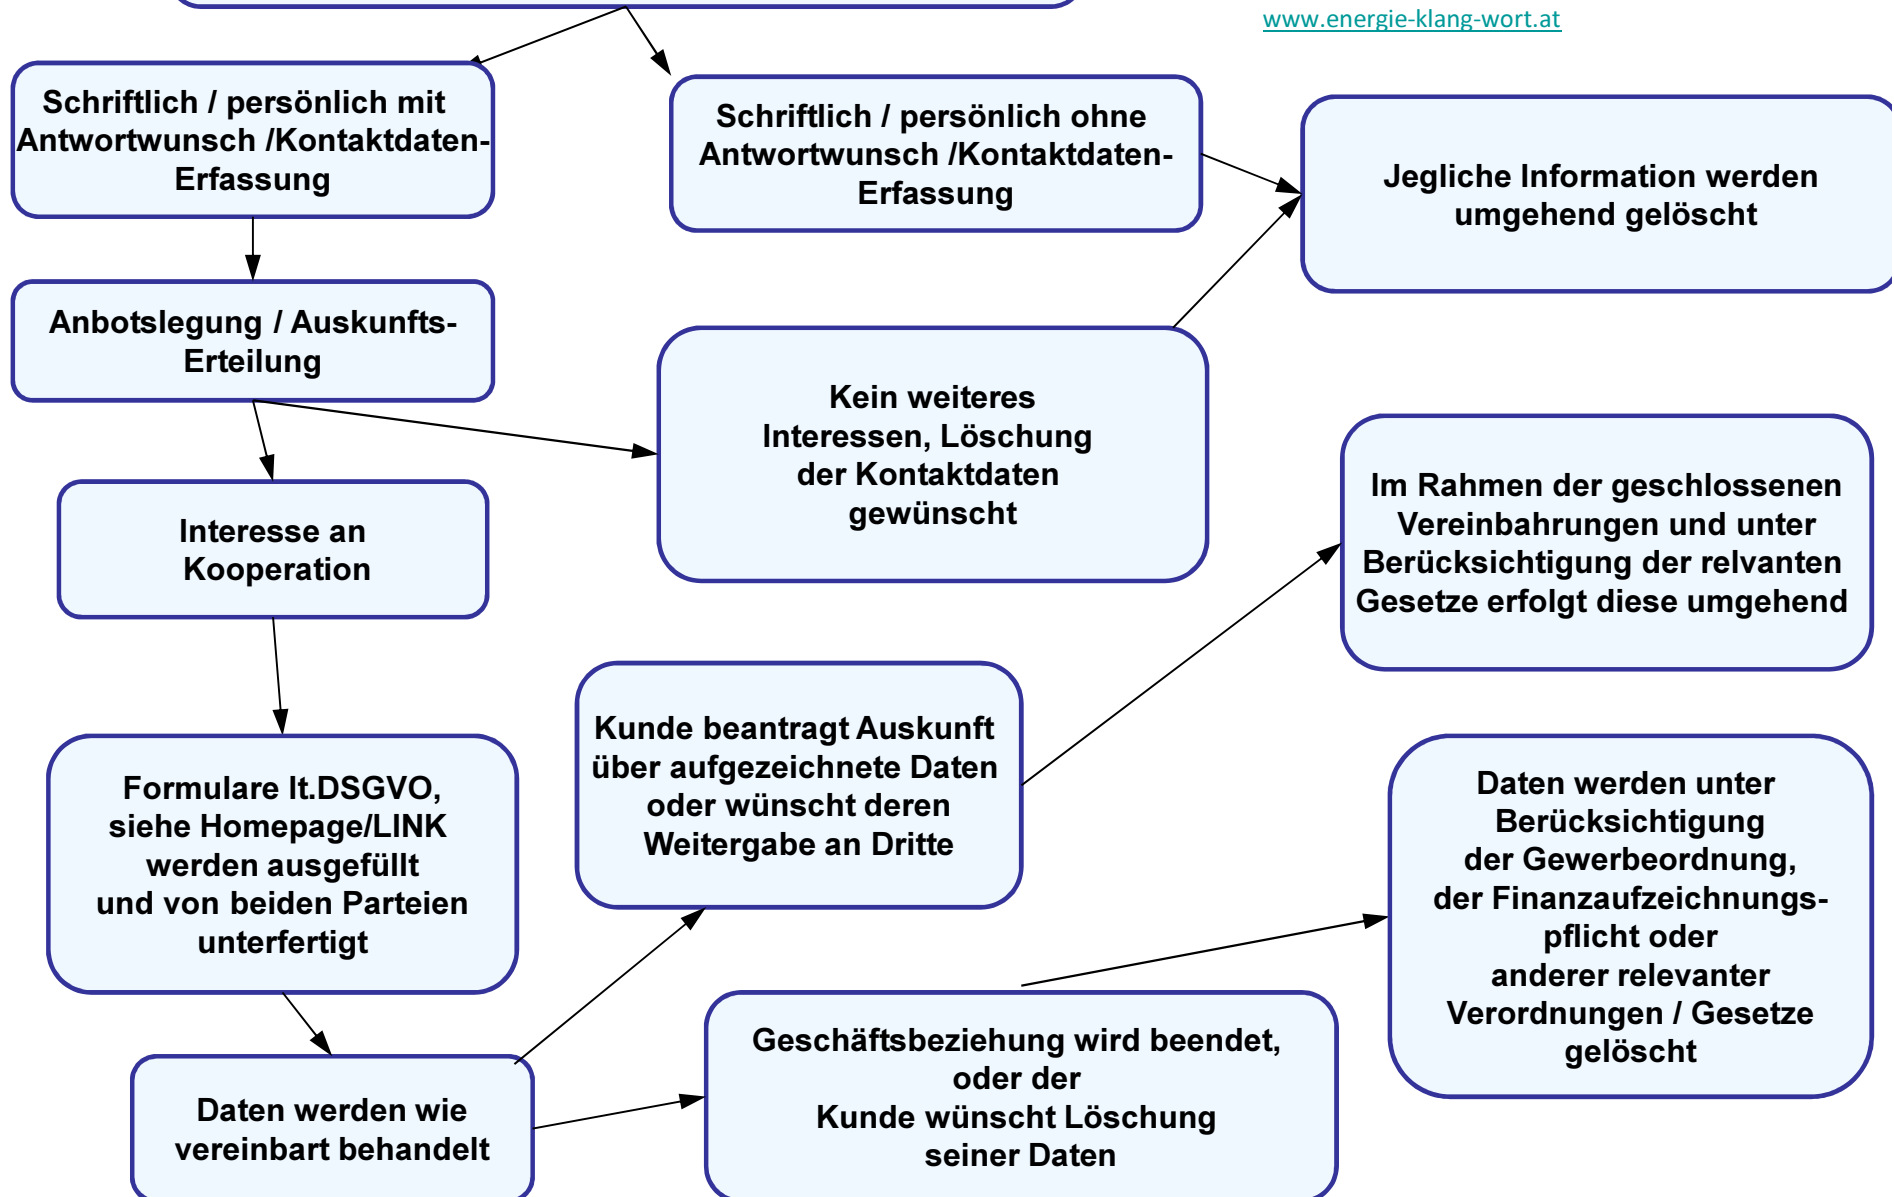 www.energie-klang-wort.at
Schriftlich / persönlich mit
Antwortwunsch /Kontaktdaten-
Erfassung
Schriftlich / persönlich ohne
Antwortwunsch /Kontaktdaten-
Erfassung
Jegliche Information werden
umgehend gelöscht
Anbotslegung / Auskunfts-
Erteilung
Kein weiteres
Interessen, Löschung
der Kontaktdaten
gewünscht
Interesse an
Kooperation
Im Rahmen der geschlossenen
Vereinbahrungen und unter
Berücksichtigung der relvanten
Gesetze erfolgt diese umgehend
Formulare lt.DSGVO,
siehe Homepage/LINK
werden ausgefüllt
und von beiden Parteien
unterfertigt
Kunde beantragt Auskunft
über aufgezeichnete Daten
oder wünscht deren
Weitergabe an Dritte
Daten werden unter
Berücksichtigung
der Gewerbeordnung,
der Finanzaufzeichnungs-
pflicht oder
anderer relevanter
Verordnungen / Gesetze
gelöscht
Daten werden wie
vereinbart behandelt
Geschäftsbeziehung wird beendet,
oder der
Kunde wünscht Löschung
seiner Daten